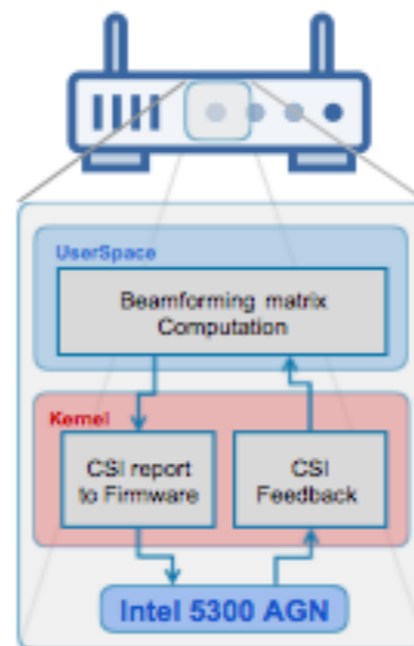 UserSpace
Beamforming matrix
Computation
Kernel
CSI report
to Firmware
CSI
Feedback
Intel 5300 AGN